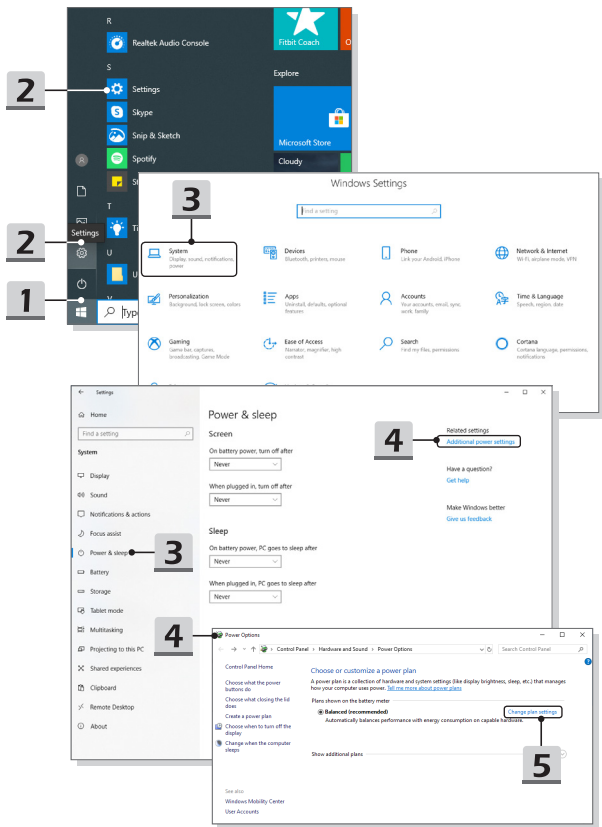 R
Realtek Audio Console
Fitbit Coach
S
Explore
2
Settings
Skype
Snip & Sketch
Microsoft Store
Spotify
Cloudy
T
Settings
2
U
1
Windows Settings
Find a setting
3
System
Display, sound, notifications,
power
Devices
Bluetooth, printers, mouse
Phone
Link your Android, iPhone
Network & Internet
Wi-Fi, airplane mode, VPN
Personalization
Background, lock screen, colors
Apps
Uninstall, defaults, optional
features
Accounts
Your accounts, email, sync,
work, family
Time & Language
Speech, region, date
Gaming
Game bar, captures,
broadcasting, Game Mode
Ease of Access
Narrator, magnifier, high
contrast
Search
Find my files, permissions
Cortana
Cortana language, permissions,
notifications
Settings
Home
Find a setting
System
Display
Sound
Notifications & actions
Focus assist
Power & sleep
3
Battery
Storage
Tablet mode
Multitasking
Projecting to this PC
Shared experiences
Clipboard
Remote Desktop
About
Power & sleep
Screen
On battery power, turn off after
Never
When plugged in, turn off after
Never
Sleep
On battery power, PC goes to sleep after
Never
When plugged in, PC goes to sleep after
Never
4
Related settings
Additional power settings
Have a question?
Get help
Make Windows better
Give us feedback
4
Power Options
Control Panel > Hardware and Sound > Power Options
Search Control Panel
Control Panel Home
Choose what the power
buttons do
Choose what closing the lid
does
Create a power plan
Choose when to turn off the
display
Change when the computer
sleeps
See also
Windows Mobility Center
User Accounts
Choose or customize a power plan
A power plan is a collection of hardware and system settings (like display brightness, sleep, etc.) that manages
how your computer uses power. Tell me more about power plans
Plans shown on the battery meter
Balanced (recommended)
Change plan settings
Automatically balances performance with energy consumption on capable hardware.
Show additional plans
5